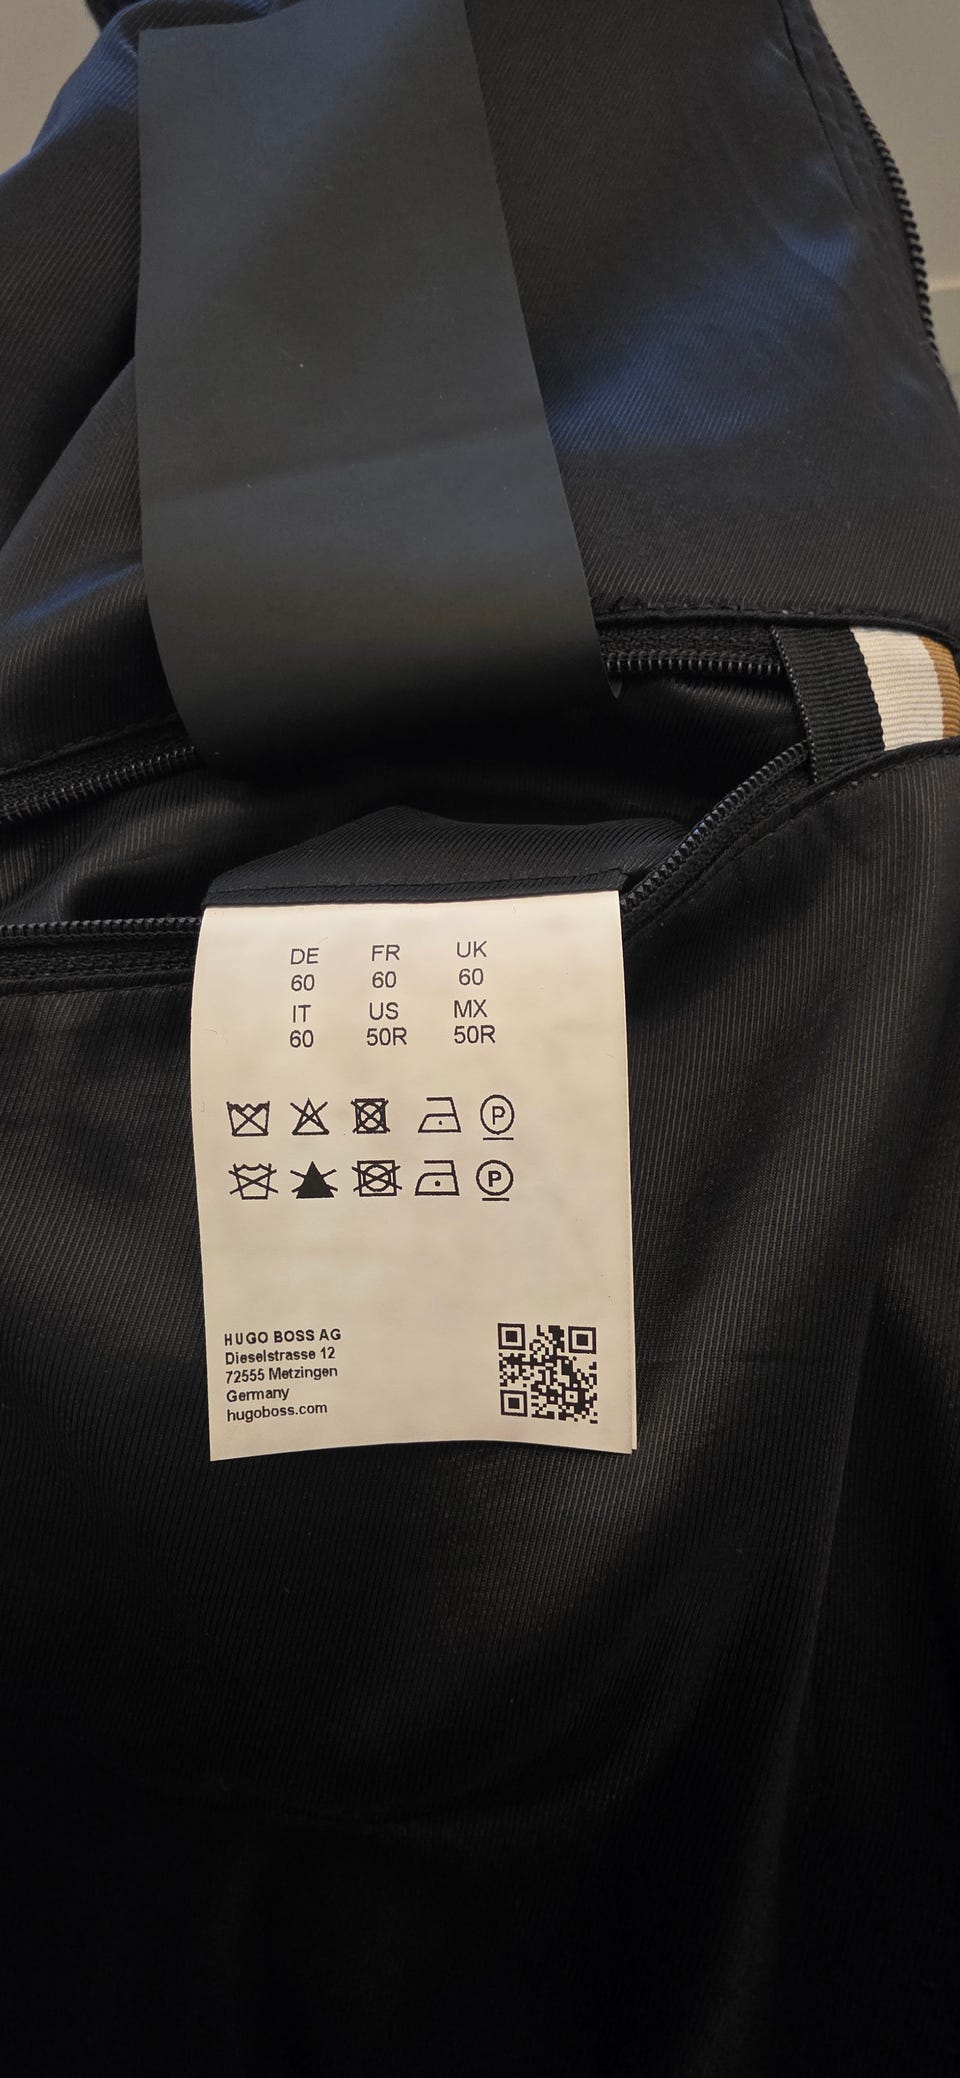 DE FR UK
60 60 60
IT US MX
60 50R 50R
P
P
HUGO BOSS AG
Dieselstrasse 12
72555 Metzingen
Germany
hugoboss.com